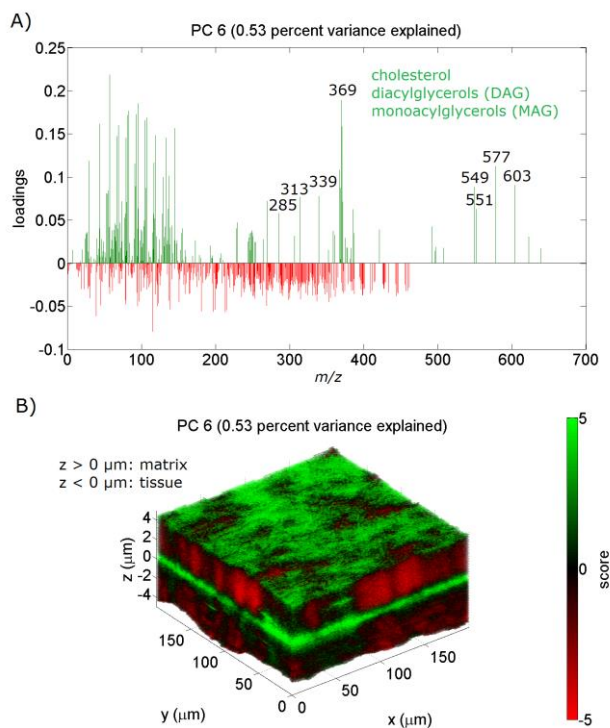 A)
PC 6 (0.53 percent variance explained)
0.25
0.2
0.15
0.1
0.05
0
-0.05
-0.1
loadings
cholesterol
diacylglycerols (DAG)
monoacylglycerols (MAG)
369
313
285
339
549
551
577
603
0 100 200 300 400 500 600 700
m/z
B)
PC 6 (0.53 percent variance explained)
z > 0 µm: matrix
z < 0 µm: tissue
4
2
0
-2
-4
z (µm)
150
100
50
0
y (µm)
0
50
100
150
x (µm)
5
0
-5
score